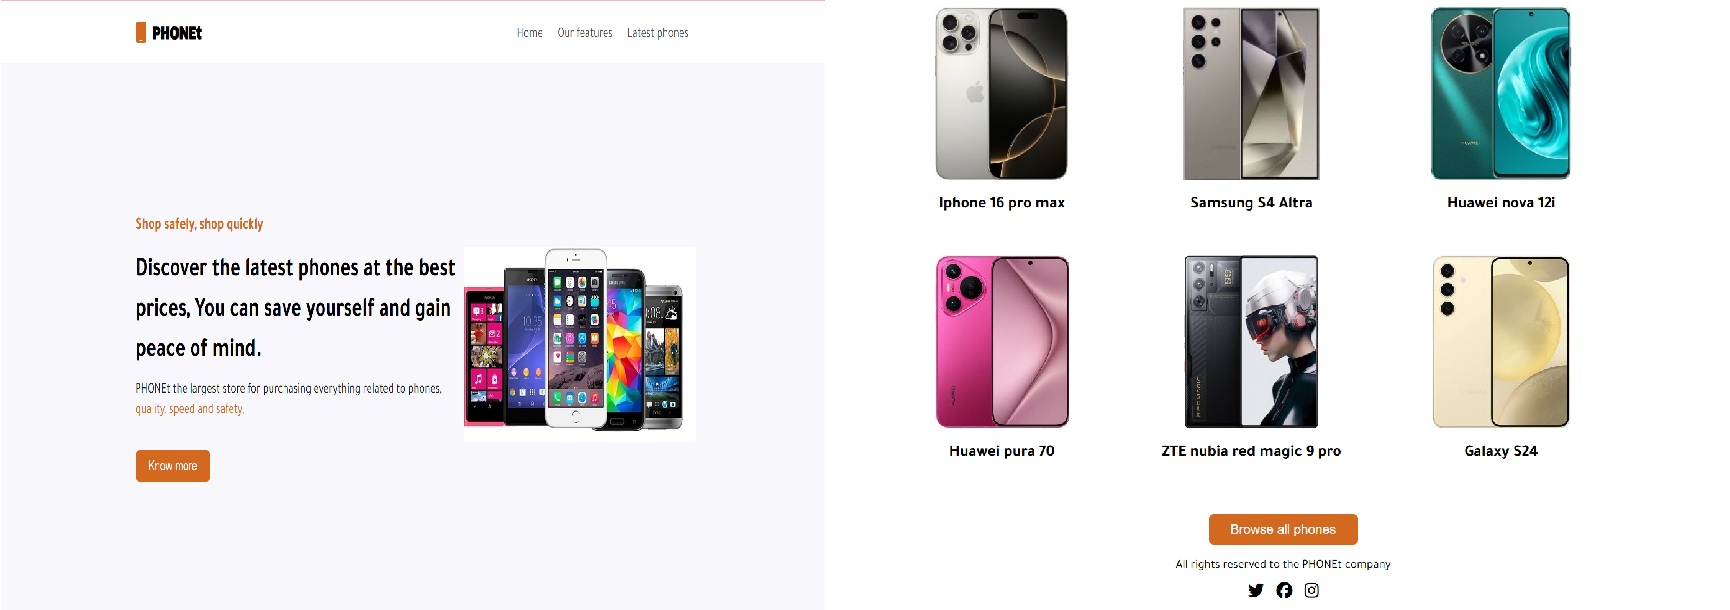 PHONEt
Home Our features Latest phones
Shop safely, shop quickly
Discover the latest phones at the best
prices, You can save yourself and gain
peace of mind.
PHONEt the largest store for purchasing everything related to phones,
quality, speed and safety.
Know more
Iphone 16 pro max
Samsung S4 Altra
Huawei nova 12i
Huawei pura 70
ZTE nubia red magic 9 pro
Galaxy S24
Browse all phones
All rights reserved to the PHONEt company